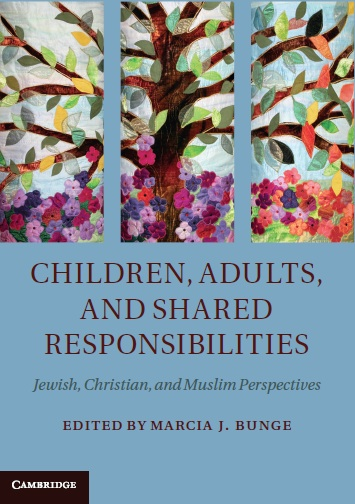 CHILDREN, ADULTS,
AND SHARED
RESPONSIBILITIES
Jewish, Christian, and Muslim Perspectives
EDITED BY MARCIA J. BUNGE
CAMBRIDGE